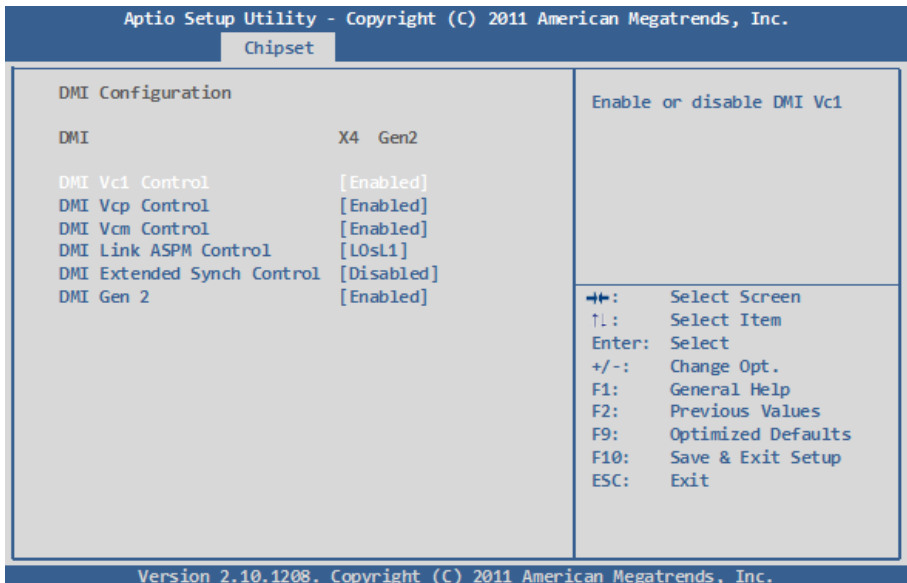 Aptio Setup Utility - Copyright (C) 2011 American Megatrends, Inc.
Chipset
DMI Configuration
DMI X4 Gen2
DMI Vc1 Control [Enabled]
DMI Vcp Control [Enabled]
DMI Vcm Control [Enabled]
DMI Link ASPM Control [L0sL1]
DMI Extended Synch Control [Disabled]
DMI Gen 2 [Enabled]
Enable or disable DMI Vc1
→←: Select Screen
↑↓: Select Item
Enter: Select
+/-: Change Opt.
F1: General Help
F2: Previous Values
F9: Optimized Defaults
F10: Save & Exit Setup
ESC: Exit
Version 2.10.1208. Copyright (C) 2011 American Megatrends, Inc.